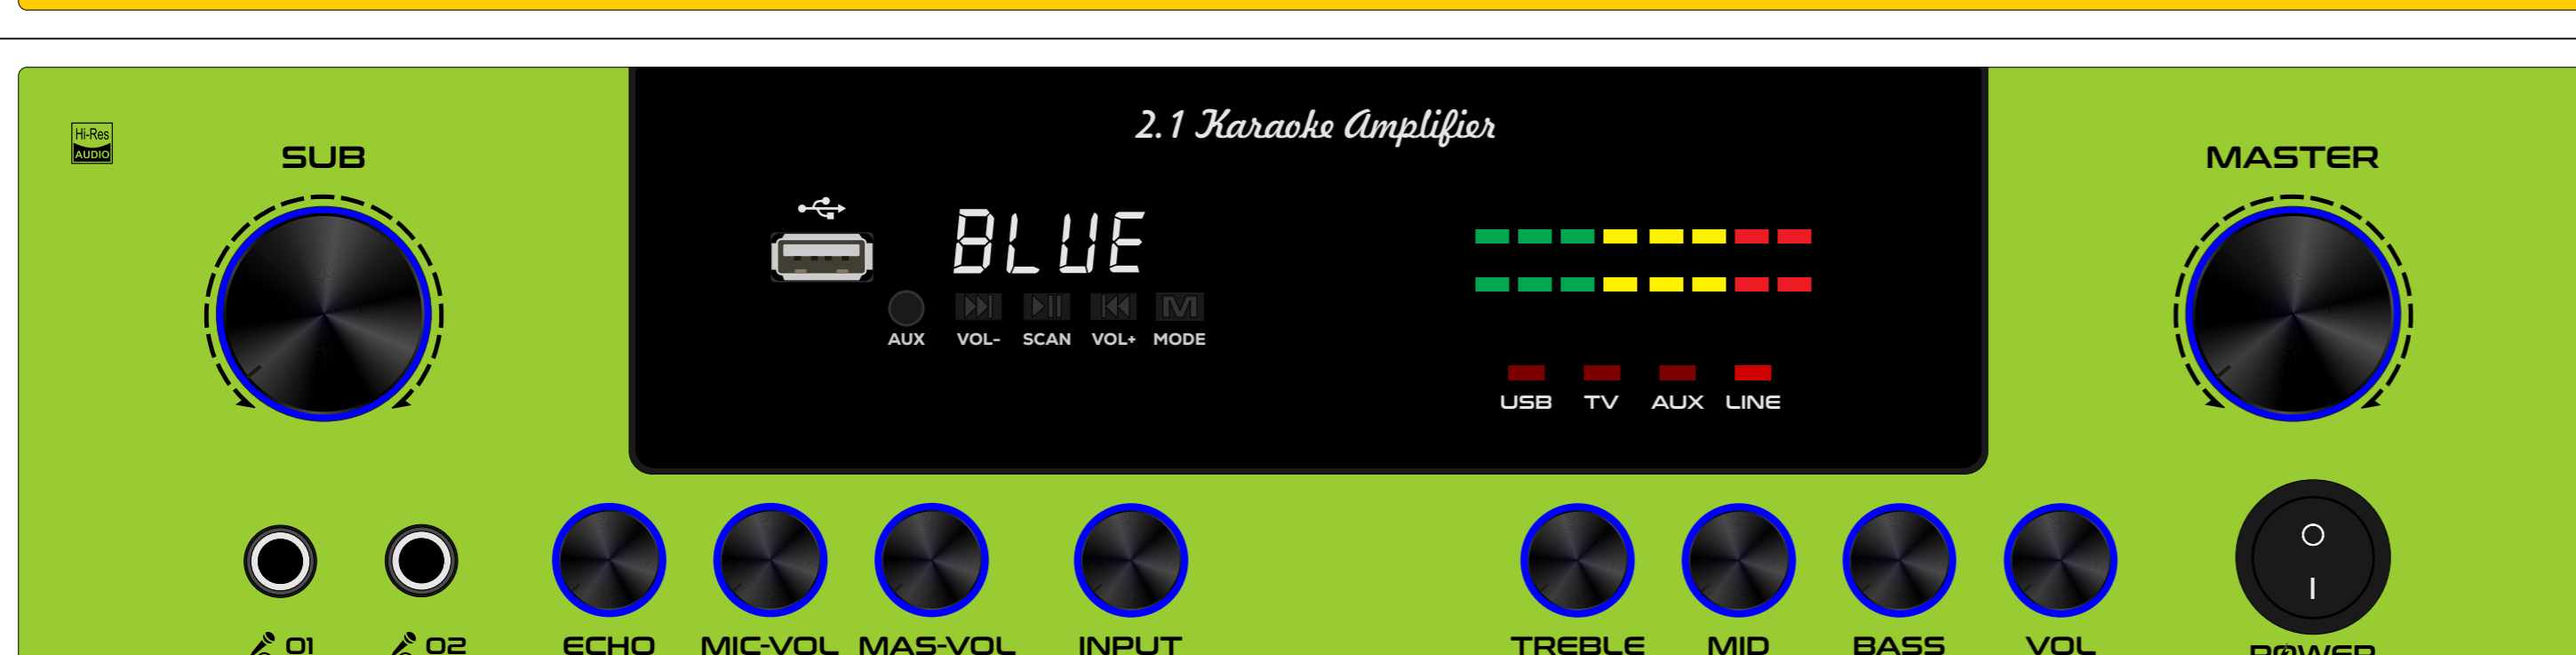 2.1 Karaoke Amplifier
Hi-Res
AUDIO
SUB
MASTER
BLUE
AUX VOL- SCAN VOL+ MODE
M
USB TV AUX LINE
01 02 ECHO MIC-VOL MAS-VOL INPUT TREBLE MID BASS VOL POWER